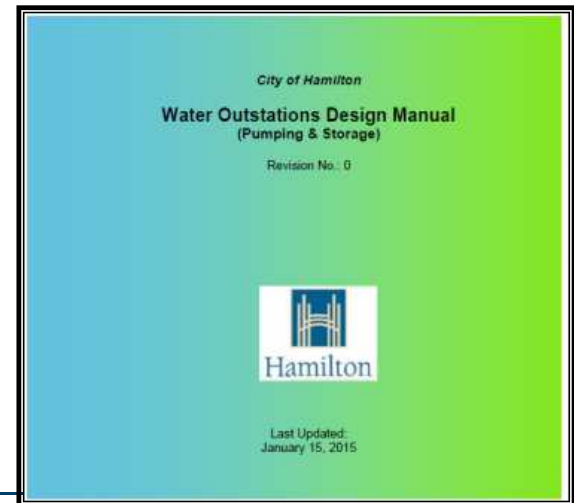 City of Hamilton
Water Outstations Design Manual
(Pumping & Storage)
Revision No.: 0
Hamilton
Last Updated:
January 15, 2015